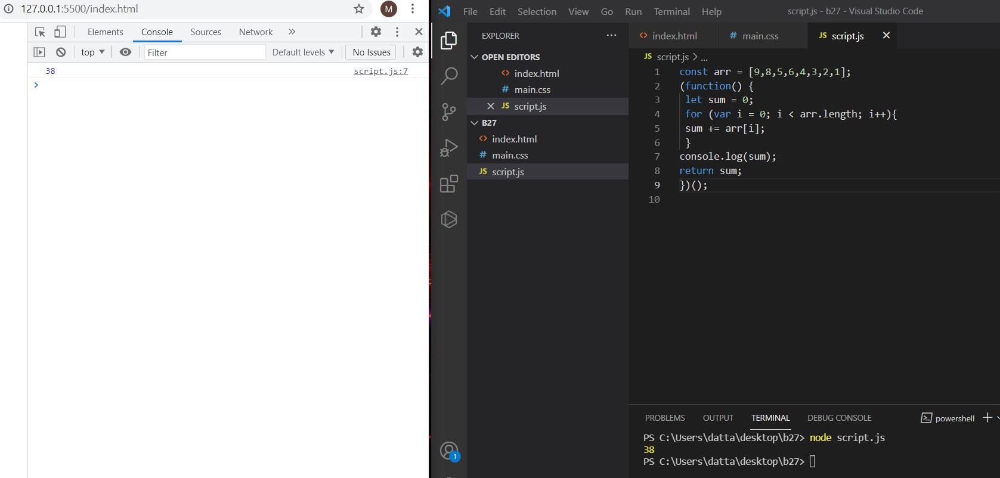 127.0.0.1:5500/index.html
M
Elements Console Sources Network »
top Filter Default levels No Issues
38 script.js:7
File Edit Selection View Go Run Terminal Help script.js - b27 - Visual Studio Code
EXPLORER
OPEN EDITORS
index.html
# main.css
JS script.js
B27
index.html
# main.css
JS script.js
1
index.html # main.css JS script.js
JS script.js > ...
1 const arr = [9,8,5,6,4,3,2,1];
2 (function() {
3 let sum = 0;
4 for (var i = 0; i < arr.length; i++){
5 sum += arr[i];
6 }
7 console.log(sum);
8 return sum;
9 })();
10
PROBLEMS OUTPUT TERMINAL DEBUG CONSOLE powershell
PS C:\Users\datta\desktop\b27> node script.js
38
PS C:\Users\datta\desktop\b27>